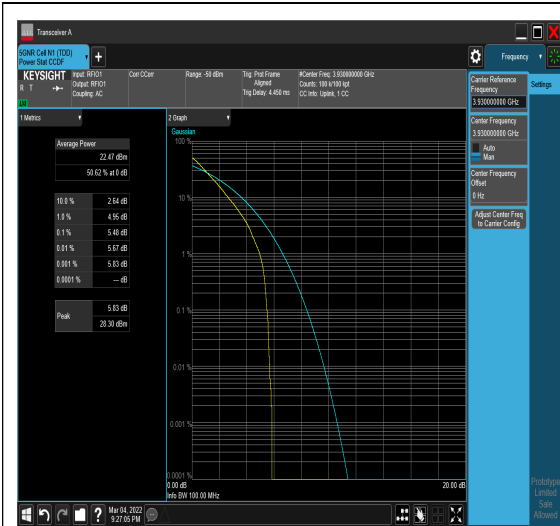 Transceiver A
5GNR Cell N1 (TDD)
Power Stat CCDF
Frequency
KEYSIGHT
R T
LXI
Input: RFIO1
Output: RFIO1
Coupling: AC
Corr CCorr
Range: -50 dBm
Trig: Prot Frame
Aligned
Trig Delay: 4.450 ms
#Center Freq: 3.930000000 GHz
Counts: 100 k/100 kpt
CC Info: Uplink, 1 CC
Carrier Reference
Frequency
3.930000000 GHz
Settings
Center Frequency
3.930000000 GHz
Auto
Man
Center Frequency
Offset
0 Hz
Adjust Center Freq
to Carrier Config
1 Metrics
Average Power
22.47 dBm
50.62 % at 0 dB
10.0 % 2.64 dB
1.0 % 4.95 dB
0.1 % 5.48 dB
0.01 % 5.67 dB
0.001 % 5.83 dB
0.0001 % --- dB
Peak 5.83 dB
28.30 dBm
2 Graph
Gaussian
100 %
10 %
1 %
0.1 %
0.01 %
0.001 %
0.0001 %
0.00 dB 20.00 dB
Info BW 100.00 MHz
Prototype
Limited
Sale
Allowed
Mar 04, 2022
9:27:05 PM